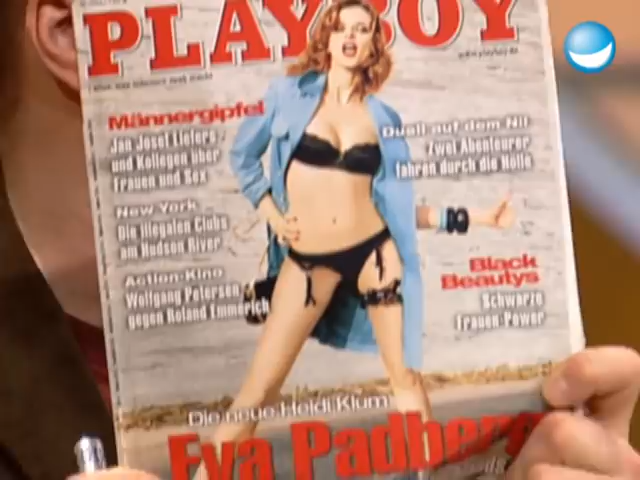 PLAYBOY
Männergipfel
Jan Josef Liefers
und Kollegen über
Frauen und Sex
Duell auf dem Nil
Zwei Abenteurer
fahren durch die Hölle
New York
Die illegalen Clubs
am Hudson River
Action-Kino
Wolfgang Petersen
gegen Roland Emmerich
Black
Beautys
Schwarze
Frauen-Power
Die neue Heidi Klum
Eva Padberg